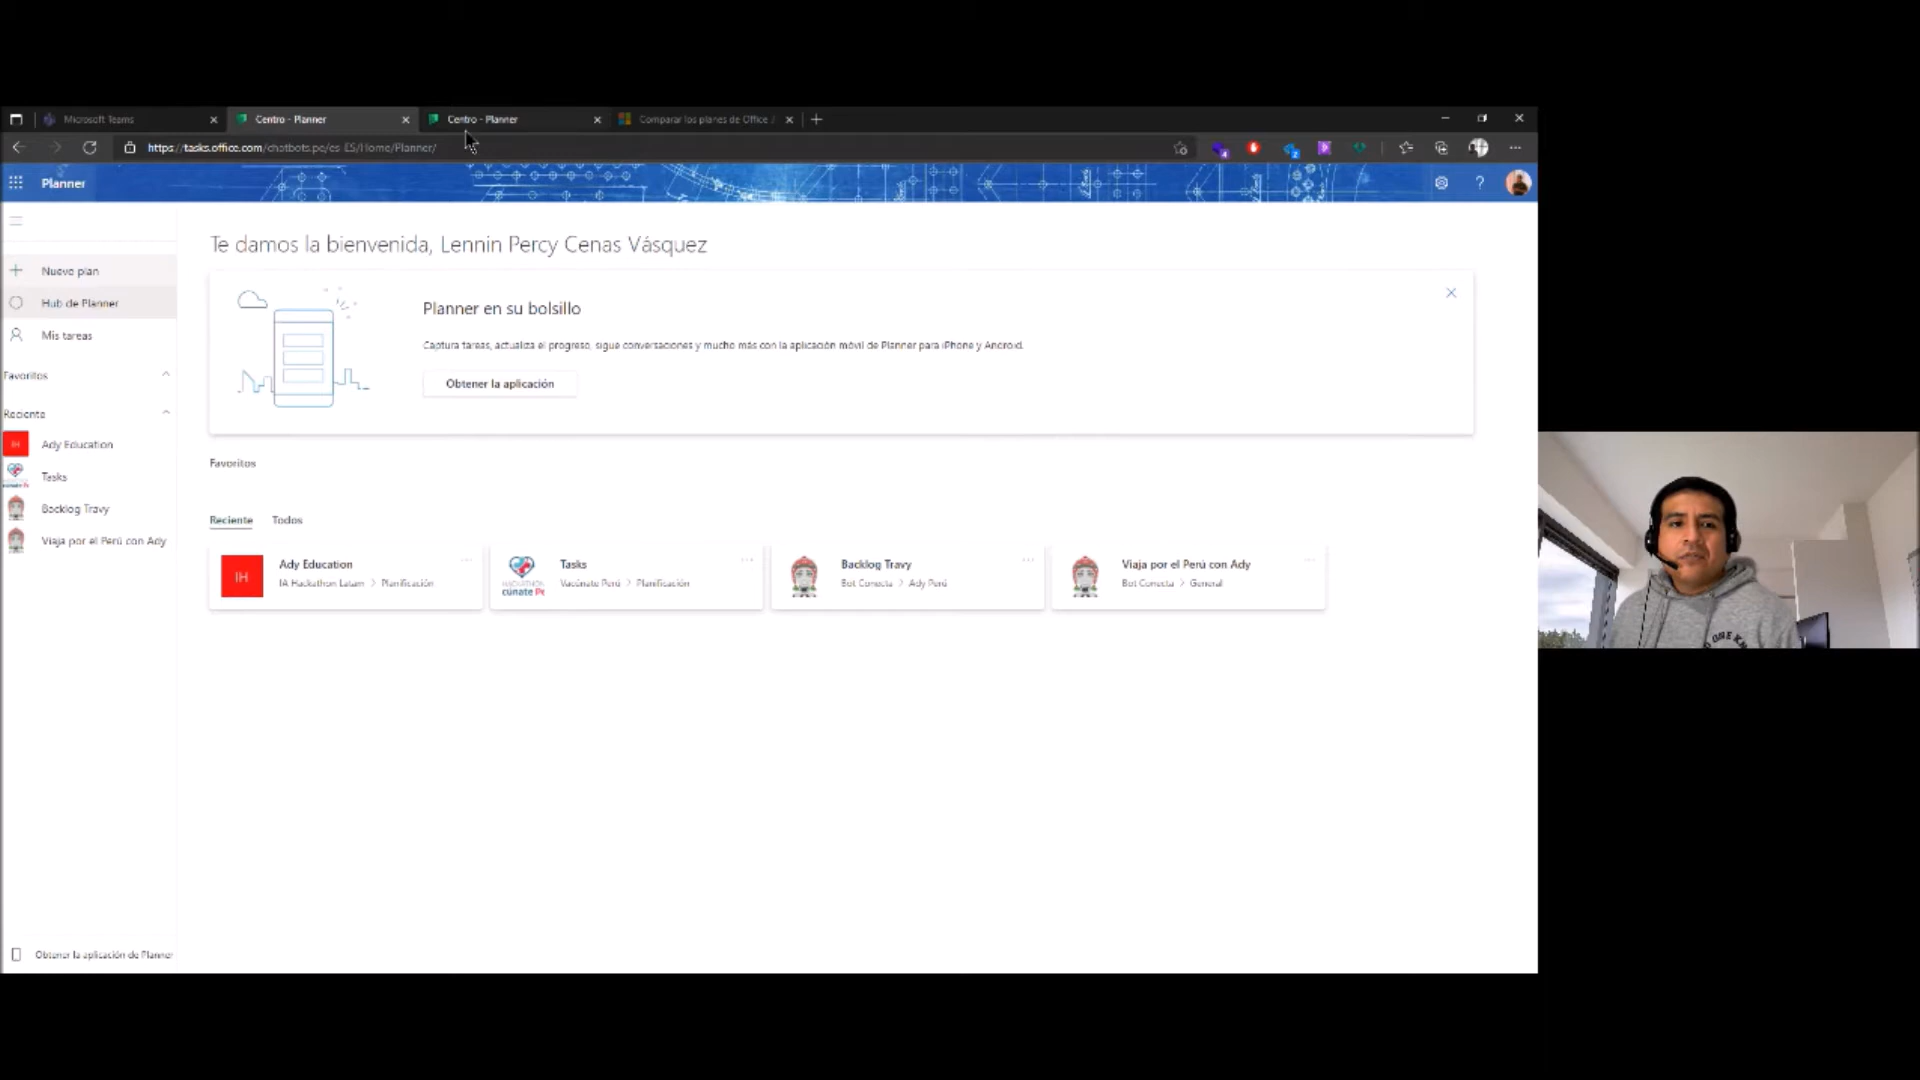 Microsoft Teams
Centro - Planner
Centro - Planner
Comparar los planes de Office
https://tasks.office.com/chatbots.pe/es-ES/Home/Planner/
Planner
Te damos la bienvenida, Lennin Percy Cenas Vásquez
Nuevo plan
Hub de Planner
Mis tareas
Favoritos
Reciente
Ady Education
Tasks
Backlog Travy
Viaja por el Perú con Ady
Planner en su bolsillo
Captura tareas, actualiza el progreso, sigue conversaciones y mucho más con la aplicación móvil de Planner para iPhone y Android.
Obtener la aplicación
Favoritos
Reciente
Todos
IH
Ady Education
IA Hackathon Latam > Planificación
HACKATHON
cúnate Pe
Tasks
Vacúnate Perú > Planificación
Backlog Travy
Bot Conecta > Ady Perú
Viaja por el Perú con Ady
Bot Conecta > General
Obtener la aplicación de Planner